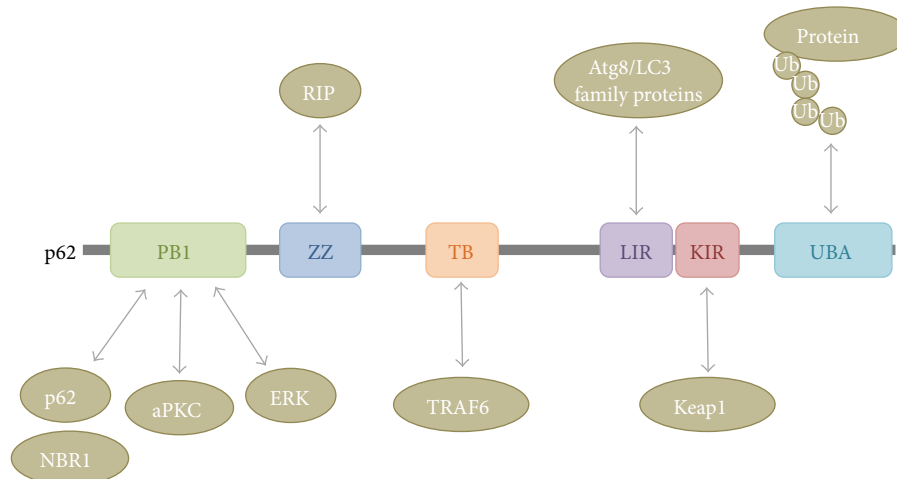 Protein
Ub
Ub
Ub
Ub
RIP
Atg8/LC3
family proteins
p62
PB1
ZZ
TB
LIR
KIR
UBA
p62
aPKC
ERK
TRAF6
Keap1
NBR1